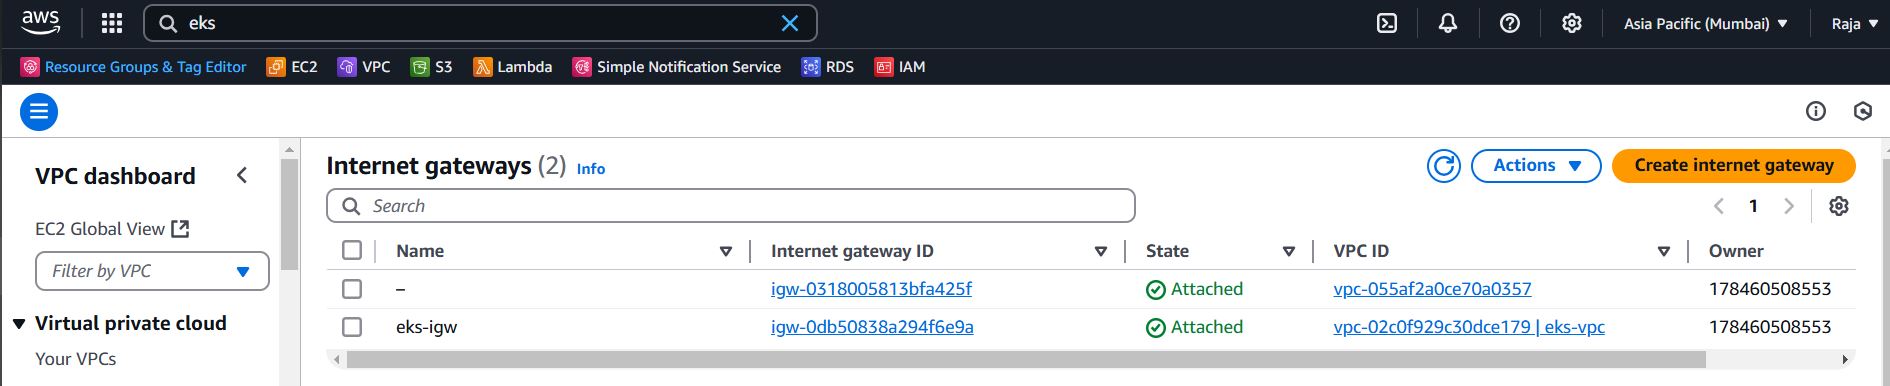 aws eks Asia Pacific (Mumbai) Raja
Resource Groups & Tag Editor EC2 VPC S3 Lambda Simple Notification Service RDS IAM
VPC dashboard
EC2 Global View
Filter by VPC
Virtual private cloud
Your VPCs
Internet gateways (2) Info Actions Create internet gateway
Search 1
Name Internet gateway ID State VPC ID Owner
– igw-0318005813bfa425f Attached vpc-055af2a0ce70a0357 178460508553
eks-igw igw-0db50838a294f6e9a Attached vpc-02c0f929c30dce179 | eks-vpc 178460508553